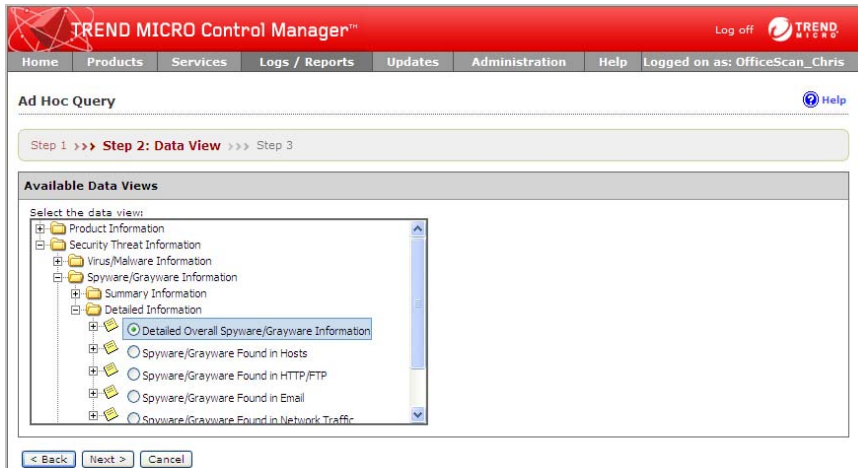 TREND MICRO Control Manager™
Log off
TREND MICRO
Home Products Services Logs / Reports Updates Administration Help Logged on as: OfficeScan_Chris
Ad Hoc Query
Help
Step 1 >>> Step 2: Data View >>> Step 3
Available Data Views
Select the data view:
Product Information
Security Threat Information
Virus/Malware Information
Spyware/Grayware Information
Summary Information
Detailed Information
Detailed Overall Spyware/Grayware Information
Spyware/Grayware Found in Hosts
Spyware/Grayware Found in HTTP/FTP
Spyware/Grayware Found in Email
Spyware/Grayware Found in Network Traffic
< Back Next > Cancel